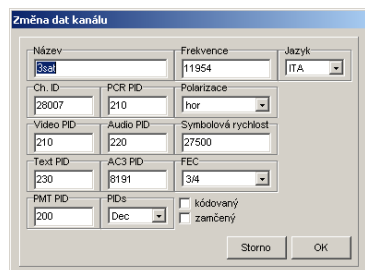 Změna dat kanálu
Název Frekvence Jazyk
3sat 11954 ITA
Ch. ID PCR PID Polarizace
28007 210 hor
Video PID Audio PID Symbolová rychlost
210 220 27500
Text PID AC3 PID FEC
230 8191 3/4
PMT PID PIDs kódovaný
200 Dec zamčený
Storno OK